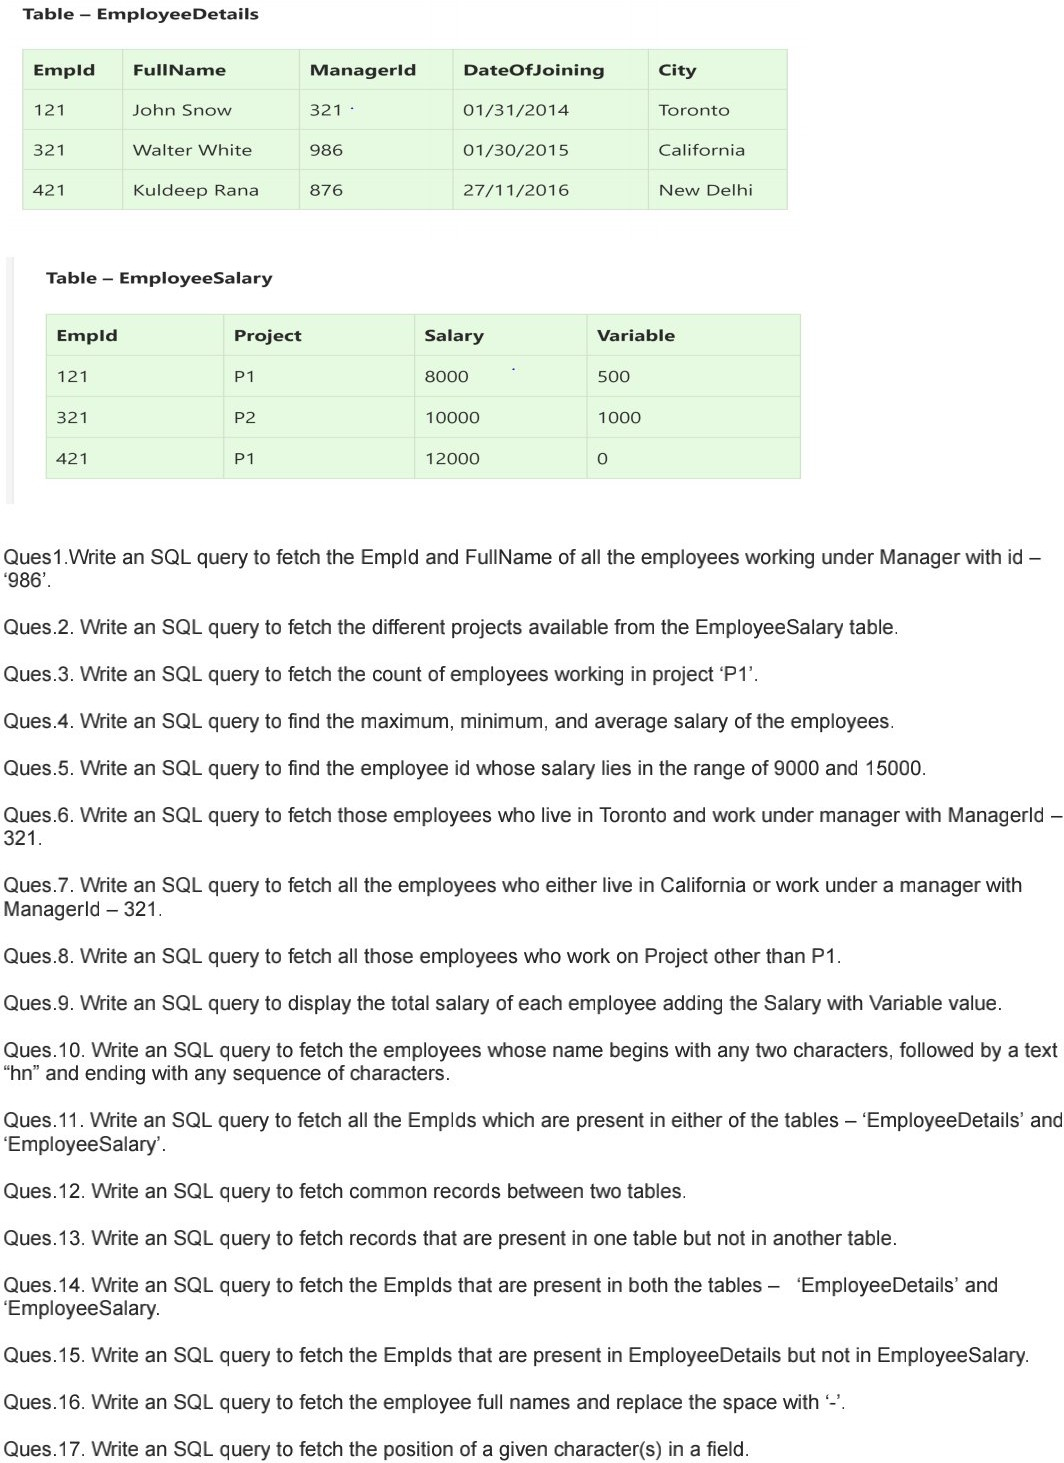 Table – EmployeeDetails
EmpId FullName ManagerId DateOfJoining City
121 John Snow 321 01/31/2014 Toronto
321 Walter White 986 01/30/2015 California
421 Kuldeep Rana 876 27/11/2016 New Delhi
Table – EmployeeSalary
EmpId Project Salary Variable
121 P1 8000 500
321 P2 10000 1000
421 P1 12000 0
Ques1.Write an SQL query to fetch the EmpId and FullName of all the employees working under Manager with id –
‘986’.
Ques.2. Write an SQL query to fetch the different projects available from the EmployeeSalary table.
Ques.3. Write an SQL query to fetch the count of employees working in project ‘P1’.
Ques.4. Write an SQL query to find the maximum, minimum, and average salary of the employees.
Ques.5. Write an SQL query to find the employee id whose salary lies in the range of 9000 and 15000.
Ques.6. Write an SQL query to fetch those employees who live in Toronto and work under manager with ManagerId –
321.
Ques.7. Write an SQL query to fetch all the employees who either live in California or work under a manager with
ManagerId – 321.
Ques.8. Write an SQL query to fetch all those employees who work on Project other than P1.
Ques.9. Write an SQL query to display the total salary of each employee adding the Salary with Variable value.
Ques.10. Write an SQL query to fetch the employees whose name begins with any two characters, followed by a text
“hn” and ending with any sequence of characters.
Ques.11. Write an SQL query to fetch all the EmpIds which are present in either of the tables – ‘EmployeeDetails’ and
‘EmployeeSalary’.
Ques.12. Write an SQL query to fetch common records between two tables.
Ques.13. Write an SQL query to fetch records that are present in one table but not in another table.
Ques.14. Write an SQL query to fetch the EmpIds that are present in both the tables – ‘EmployeeDetails’ and
‘EmployeeSalary.
Ques.15. Write an SQL query to fetch the EmpIds that are present in EmployeeDetails but not in EmployeeSalary.
Ques.16. Write an SQL query to fetch the employee full names and replace the space with ‘-’.
Ques.17. Write an SQL query to fetch the position of a given character(s) in a field.